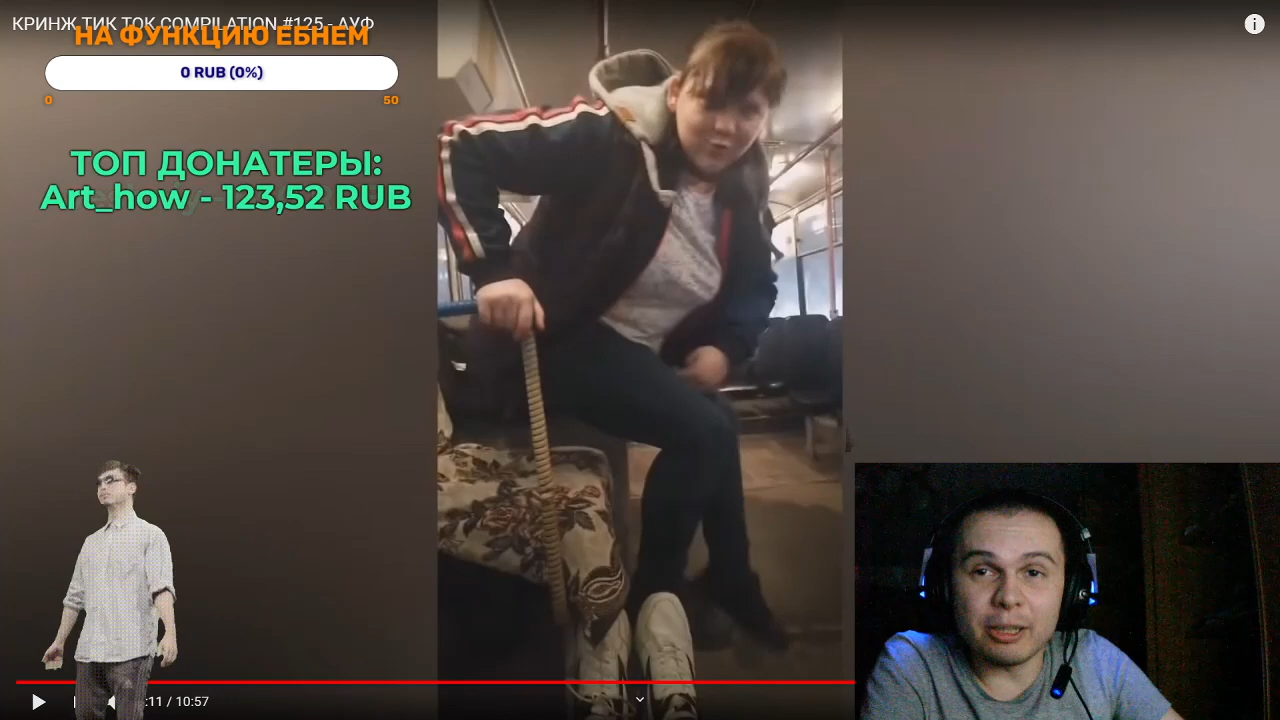 КРИНЖ ТИК ТОК COMPILATION #125 - АУФ
НА ФУНКЦИЮ ЕБНЕМ
0 RUB (0%)
0 50
ТОП ДОНАТЕРЫ:
Art_how - 123,52 RUB
:11 / 10:57